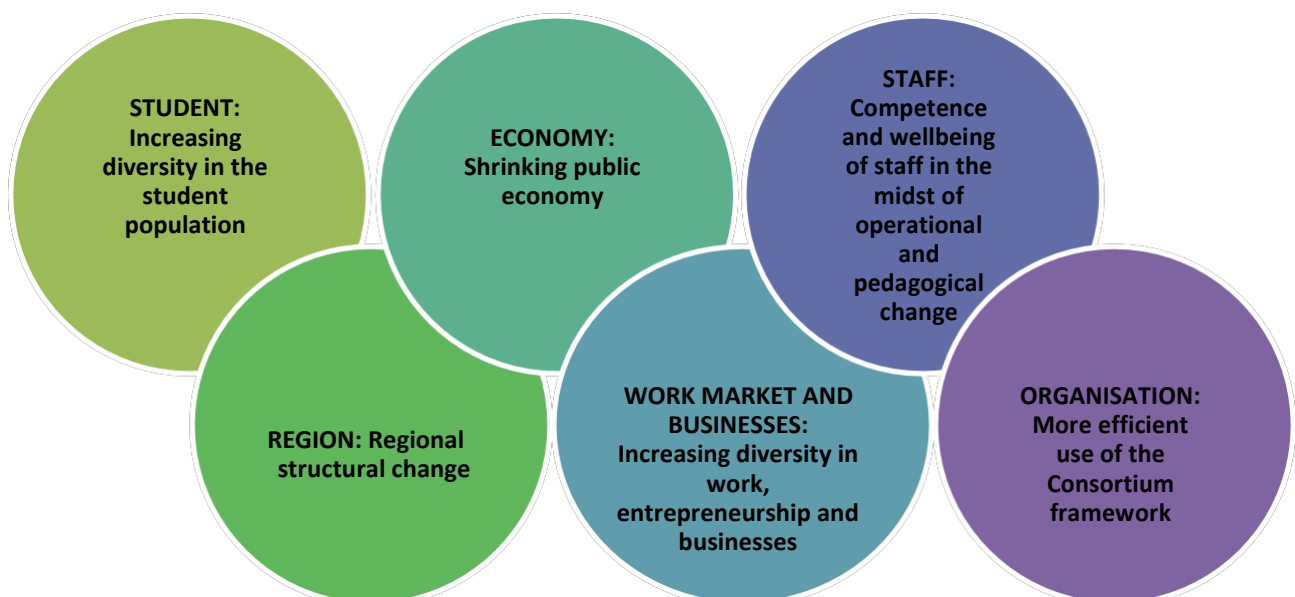 STUDENT:
Increasing
diversity in the
student
population
ECONOMY:
Shrinking public
economy
STAFF:
Competence
and wellbeing
of staff in the
midst of
operational
and
pedagogical
change
REGION: Regional
structural change
WORK MARKET AND
BUSINESSES:
Increasing diversity in
work,
entrepreneurship and
businesses
ORGANISATION:
More efficient
use of the
Consortium
framework